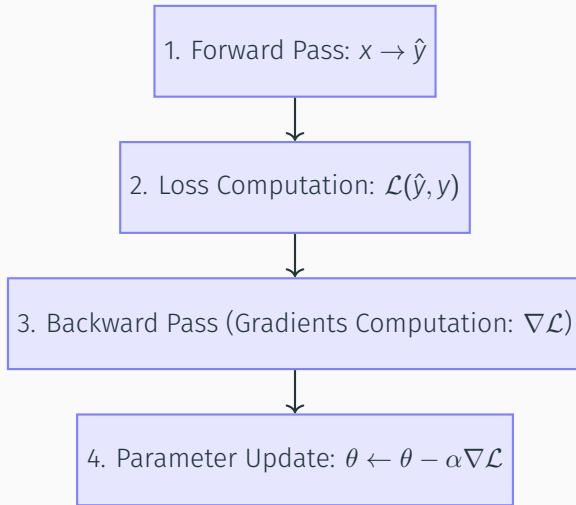 1. Forward Pass: x → ŷ
2. Loss Computation: ℒ(ŷ, y)
3. Backward Pass (Gradients Computation: ∇ℒ)
4. Parameter Update: θ ← θ − α∇ℒ